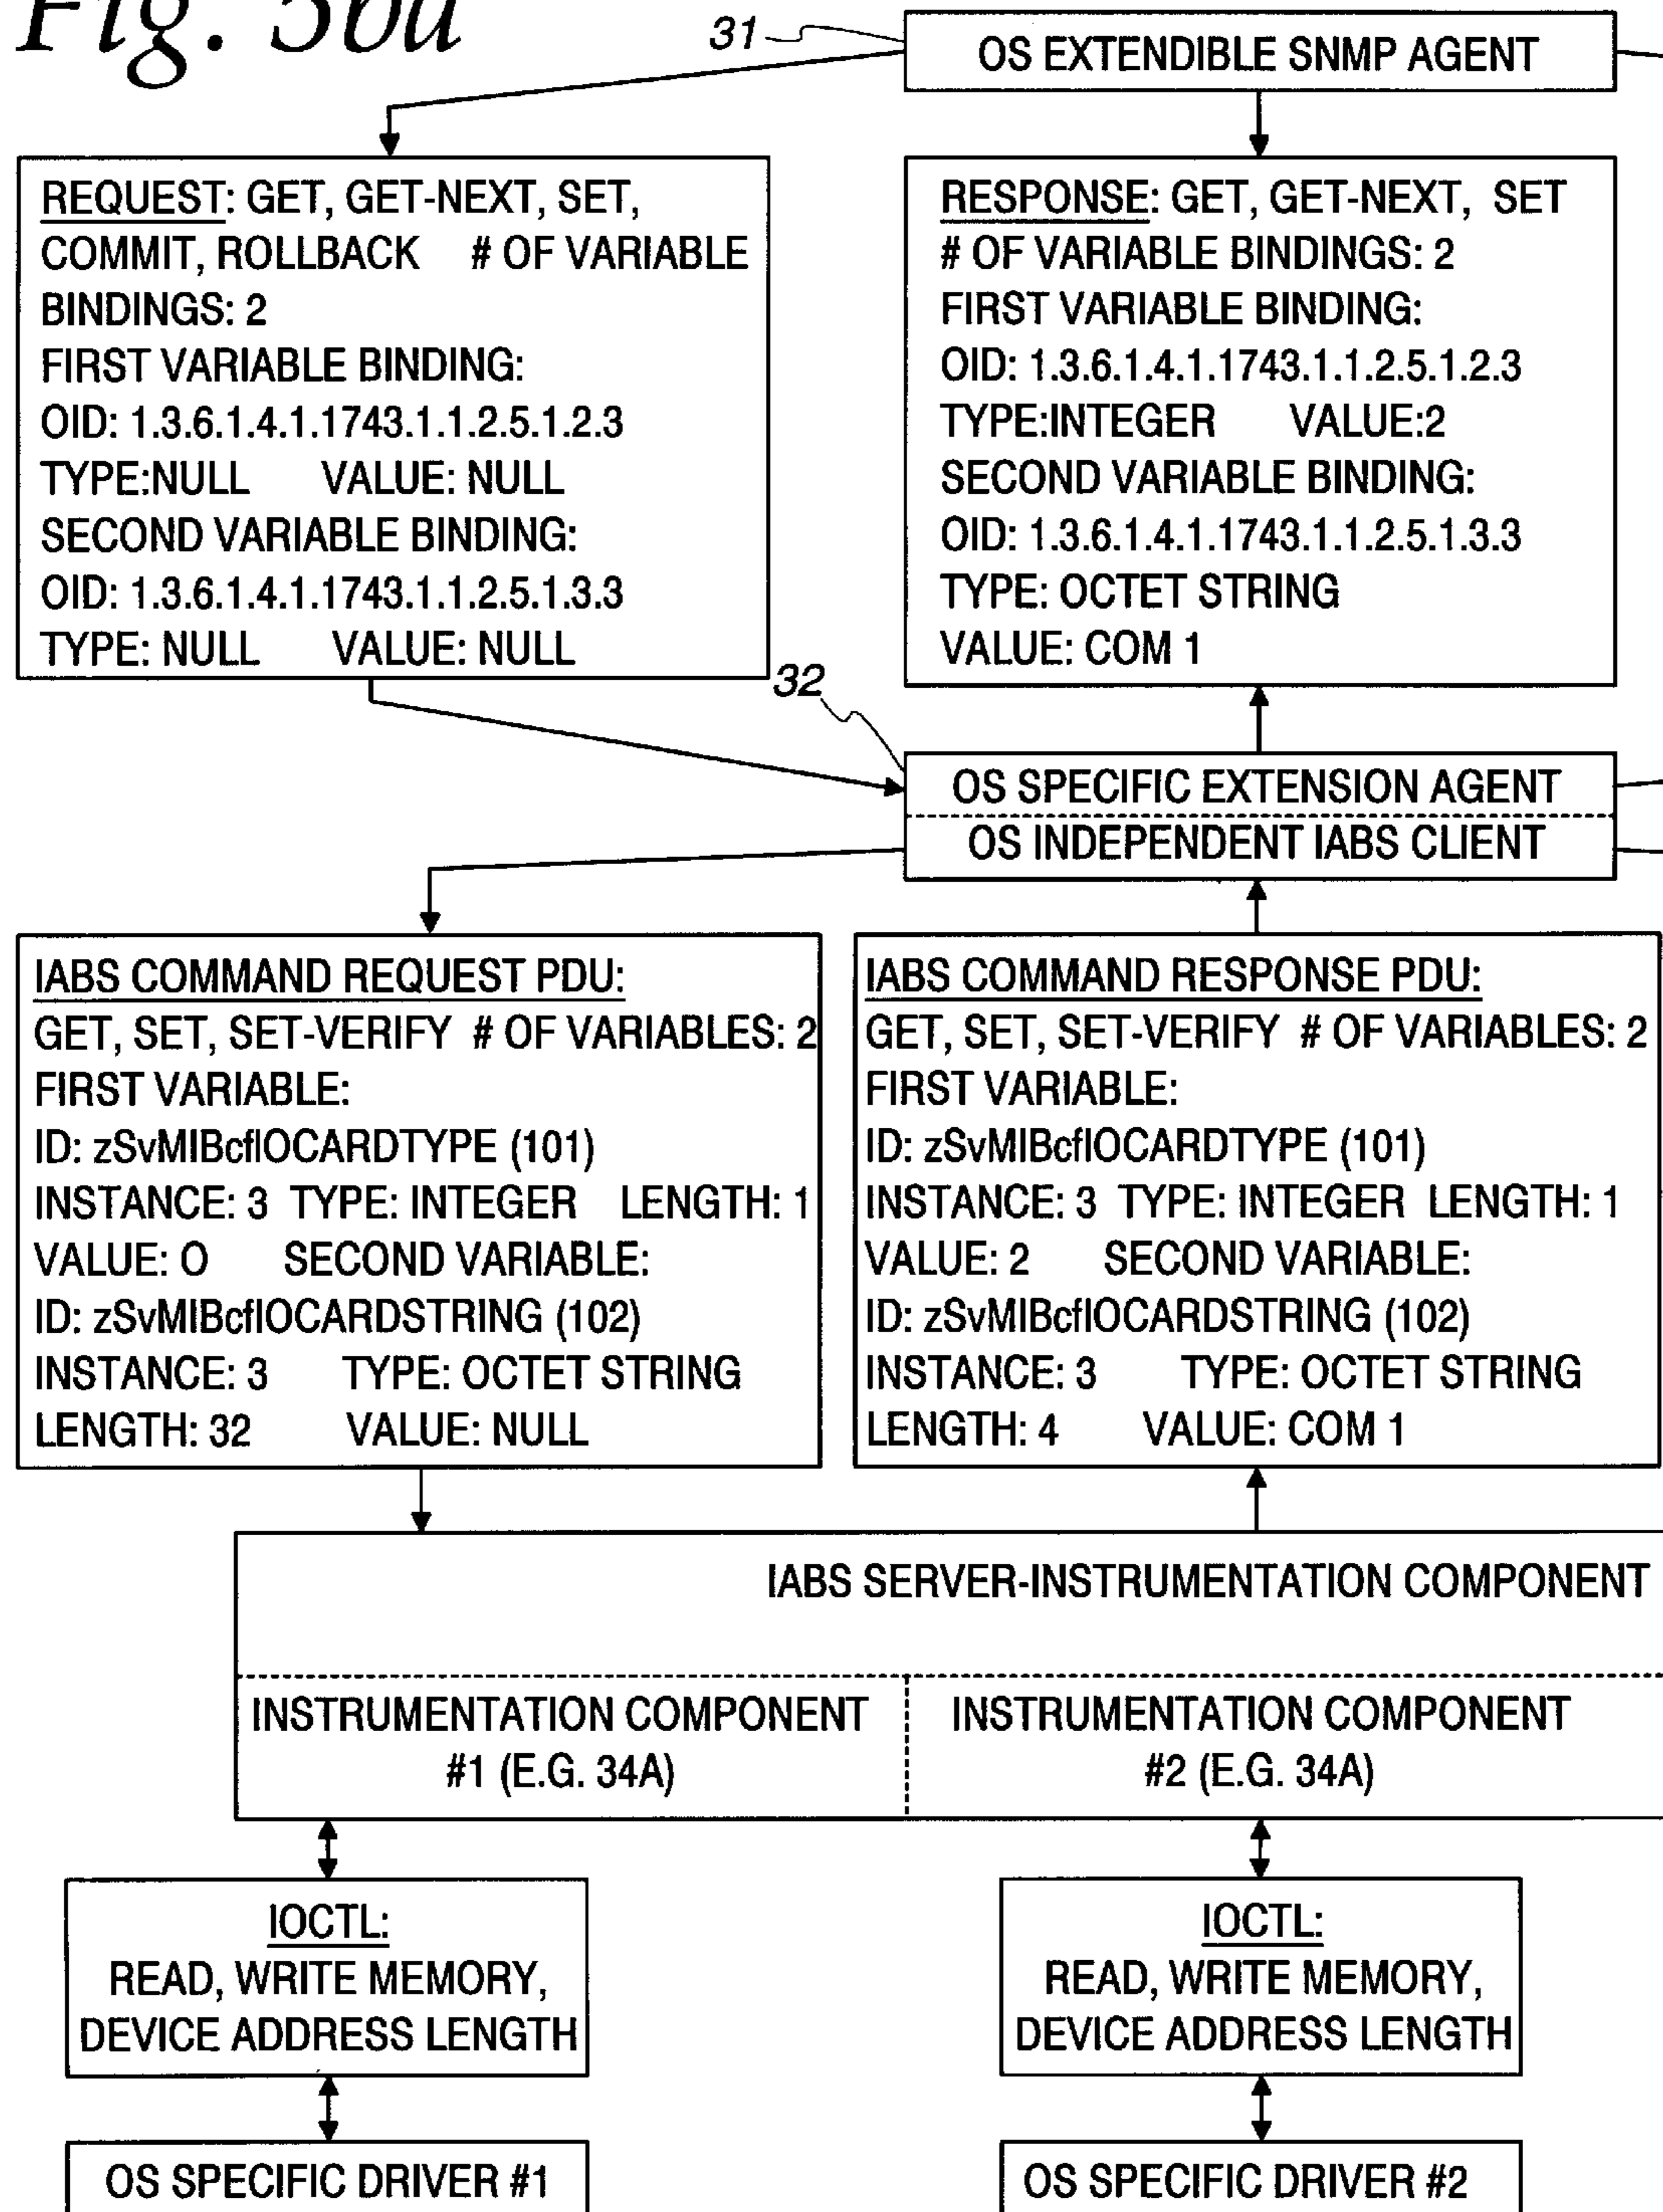 Fig. 36a
31
OS EXTENDIBLE SNMP AGENT
REQUEST: GET, GET-NEXT, SET,
COMMIT, ROLLBACK # OF VARIABLE
BINDINGS: 2
FIRST VARIABLE BINDING:
OID: 1.3.6.1.4.1.1743.1.1.2.5.1.2.3
TYPE:NULL VALUE: NULL
SECOND VARIABLE BINDING:
OID: 1.3.6.1.4.1.1743.1.1.2.5.1.3.3
TYPE: NULL VALUE: NULL
RESPONSE: GET, GET-NEXT, SET
# OF VARIABLE BINDINGS: 2
FIRST VARIABLE BINDING:
OID: 1.3.6.1.4.1.1743.1.1.2.5.1.2.3
TYPE:INTEGER VALUE:2
SECOND VARIABLE BINDING:
OID: 1.3.6.1.4.1.1743.1.1.2.5.1.3.3
TYPE: OCTET STRING
VALUE: COM 1
32
OS SPECIFIC EXTENSION AGENT
OS INDEPENDENT IABS CLIENT
IABS COMMAND REQUEST PDU:
GET, SET, SET-VERIFY # OF VARIABLES: 2
FIRST VARIABLE:
ID: zSvMIBcfIOCARDTYPE (101)
INSTANCE: 3 TYPE: INTEGER LENGTH: 1
VALUE: O SECOND VARIABLE:
ID: zSvMIBcfIOCARDSTRING (102)
INSTANCE: 3 TYPE: OCTET STRING
LENGTH: 32 VALUE: NULL
IABS COMMAND RESPONSE PDU:
GET, SET, SET-VERIFY # OF VARIABLES: 2
FIRST VARIABLE:
ID: zSvMIBcfIOCARDTYPE (101)
INSTANCE: 3 TYPE: INTEGER LENGTH: 1
VALUE: 2 SECOND VARIABLE:
ID: zSvMIBcfIOCARDSTRING (102)
INSTANCE: 3 TYPE: OCTET STRING
LENGTH: 4 VALUE: COM 1
IABS SERVER-INSTRUMENTATION COMPONENT
INSTRUMENTATION COMPONENT
#1 (E.G. 34A)
INSTRUMENTATION COMPONENT
#2 (E.G. 34A)
IOCTL:
READ, WRITE MEMORY,
DEVICE ADDRESS LENGTH
IOCTL:
READ, WRITE MEMORY,
DEVICE ADDRESS LENGTH
OS SPECIFIC DRIVER #1
OS SPECIFIC DRIVER #2